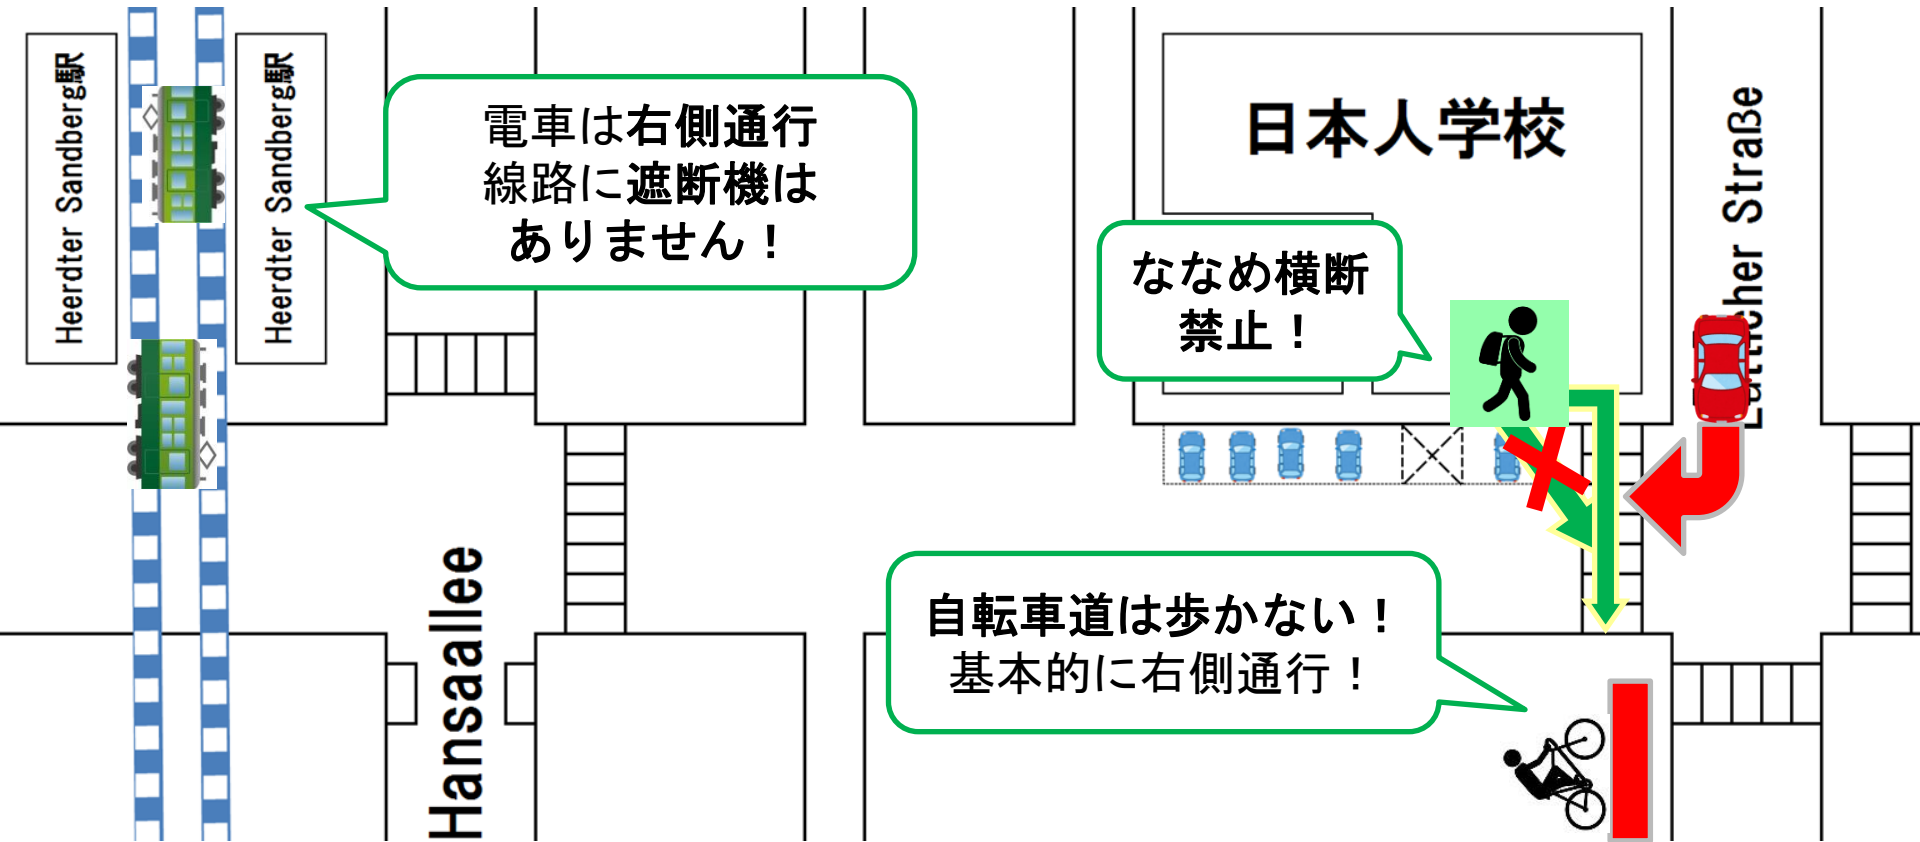 Heerdter Sandberg駅
Heerdter Sandberg駅
電車は右側通行
線路に遮断機は
ありません！
日本人学校
ななめ横断
禁止！
自転車道は歩かない！
基本的に右側通行！
Hansaallee